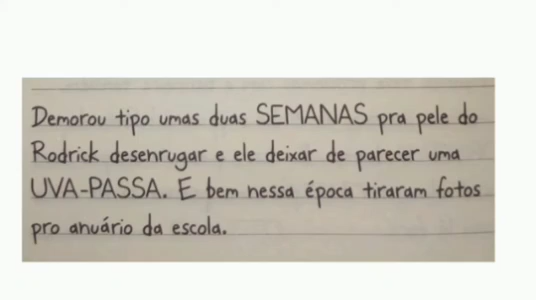 Demorou tipo umas duas SEMANAS pra pele do
Rodrick desenrugar e ele deixar de parecer uma
UVA-PASSA. E bem nessa época tiraram fotos
pro anuário da escola.